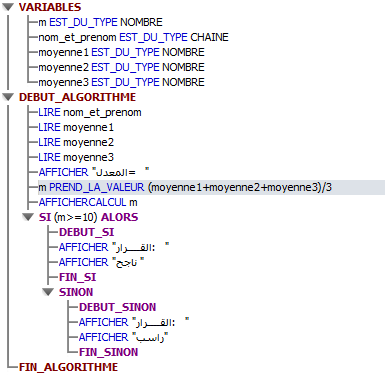 VARIABLES
m EST_DU_TYPE NOMBRE
nom_et_prenom EST_DU_TYPE CHAINE
moyenne1 EST_DU_TYPE NOMBRE
moyenne2 EST_DU_TYPE NOMBRE
moyenne3 EST_DU_TYPE NOMBRE
DEBUT_ALGORITHME
LIRE nom_et_prenom
LIRE moyenne1
LIRE moyenne2
LIRE moyenne3
AFFICHER "المعدل= "
m PREND_LA_VALEUR (moyenne1+moyenne2+moyenne3)/3
AFFICHERCALCUL m
SI (m>=10) ALORS
DEBUT_SI
AFFICHER "القـــــرار: "
AFFICHER "ناجح"
FIN_SI
SINON
DEBUT_SINON
AFFICHER "القـــــرار: "
AFFICHER "راسب"
FIN_SINON
FIN_ALGORITHME